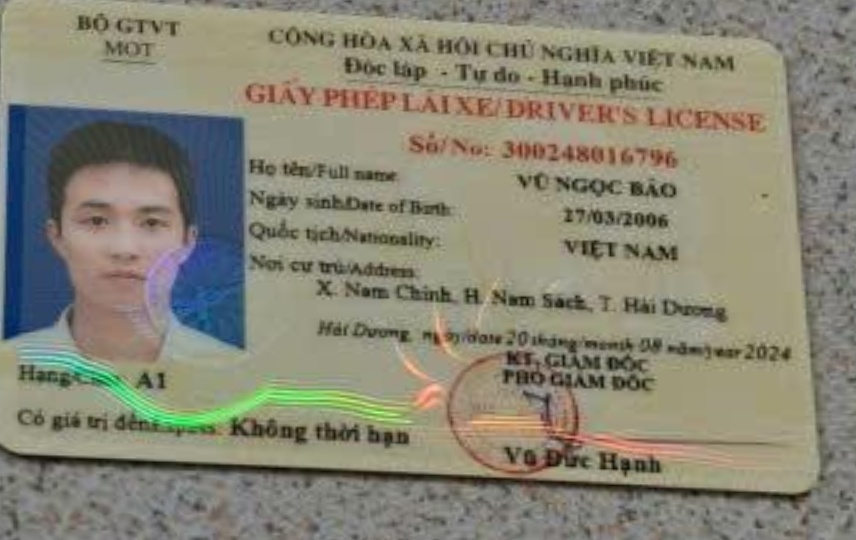 BỘ GTVT
MOT
CỘNG HÒA XÃ HỘI CHỦ NGHĨA VIỆT NAM
Độc lập - Tự do - Hạnh phúc
GIẤY PHÉP LÁI XE/DRIVER'S LICENSE
Số/No: 300248016796
Họ tên/Full name: VŨ NGỌC BẢO
Ngày sinh/Date of Birth: 27/03/2006
Quốc tịch/Nationality: VIỆT NAM
Nơi cư trú/Address:
X. Nam Chính, H. Nam Sách, T. Hải Dương
Hải Dương, ngày/date 20 tháng/month 08 năm/year 2024
KT. GIÁM ĐỐC
PHÓ GIÁM ĐỐC
Hạng/ A1
Có giá trị đến/ Không thời hạn
Vũ Đức Hạnh